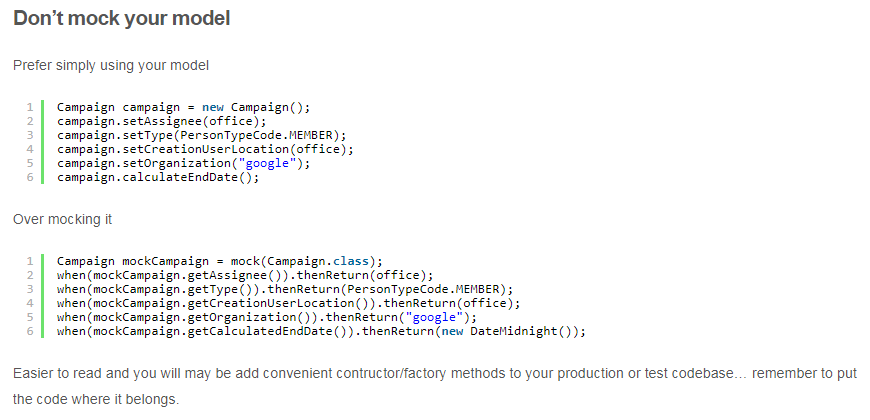 Don’t mock your model
Prefer simply using your model
1 Campaign campaign = new Campaign();
2 campaign.setAssignee(office);
3 campaign.setType(PersonTypeCode.MEMBER);
4 campaign.setCreationUserLocation(office);
5 campaign.setOrganization("google");
6 campaign.calculateEndDate();
Over mocking it
1 Campaign mockCampaign = mock(Campaign.class);
2 when(mockCampaign.getAssignee()).thenReturn(office);
3 when(mockCampaign.getType()).thenReturn(PersonTypeCode.MEMBER);
4 when(mockCampaign.getCreationUserLocation()).thenReturn(office);
5 when(mockCampaign.getOrganization()).thenReturn("google");
6 when(mockCampaign.getCalculatedEndDate()).thenReturn(new DateMidnight());
Easier to read and you will may be add convenient contructor/factory methods to your production or test codebase… remember to put
the code where it belongs.